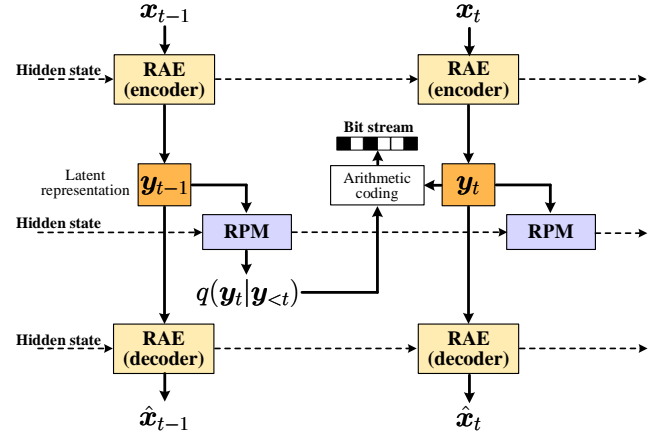 x_{t−1}
x_t
Hidden state
RAE
(encoder)
RAE
(encoder)
Bit stream
Latent
representation
y_{t−1}
Arithmetic
coding
y_t
Hidden state
RPM
RPM
q(y_t|y_{<t})
Hidden state
RAE
(decoder)
RAE
(decoder)
x̂_{t−1}
x̂_t